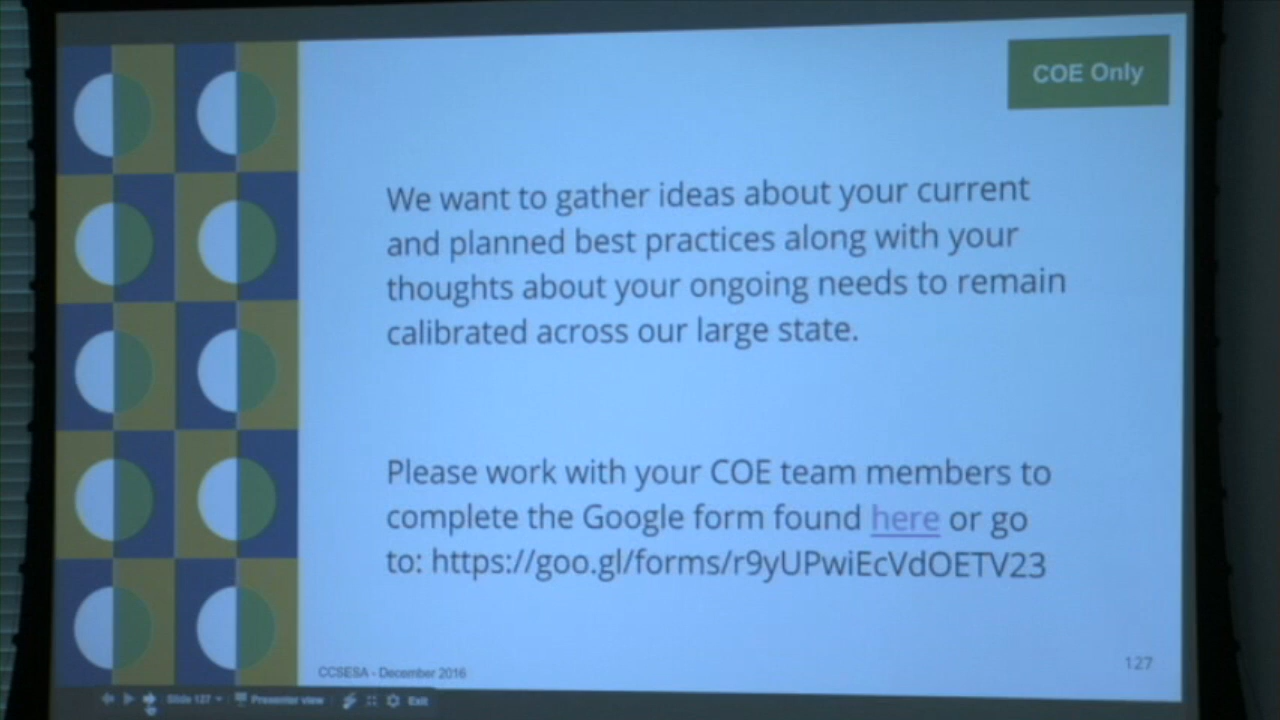 COE Only
We want to gather ideas about your current
and planned best practices along with your
thoughts about your ongoing needs to remain
calibrated across our large state.
Please work with your COE team members to
complete the Google form found here or go
to: https://goo.gl/forms/r9yUPwiEcVdOETV23
CCSESA - December 2016
127
Slide 127
Presenter view
Exit